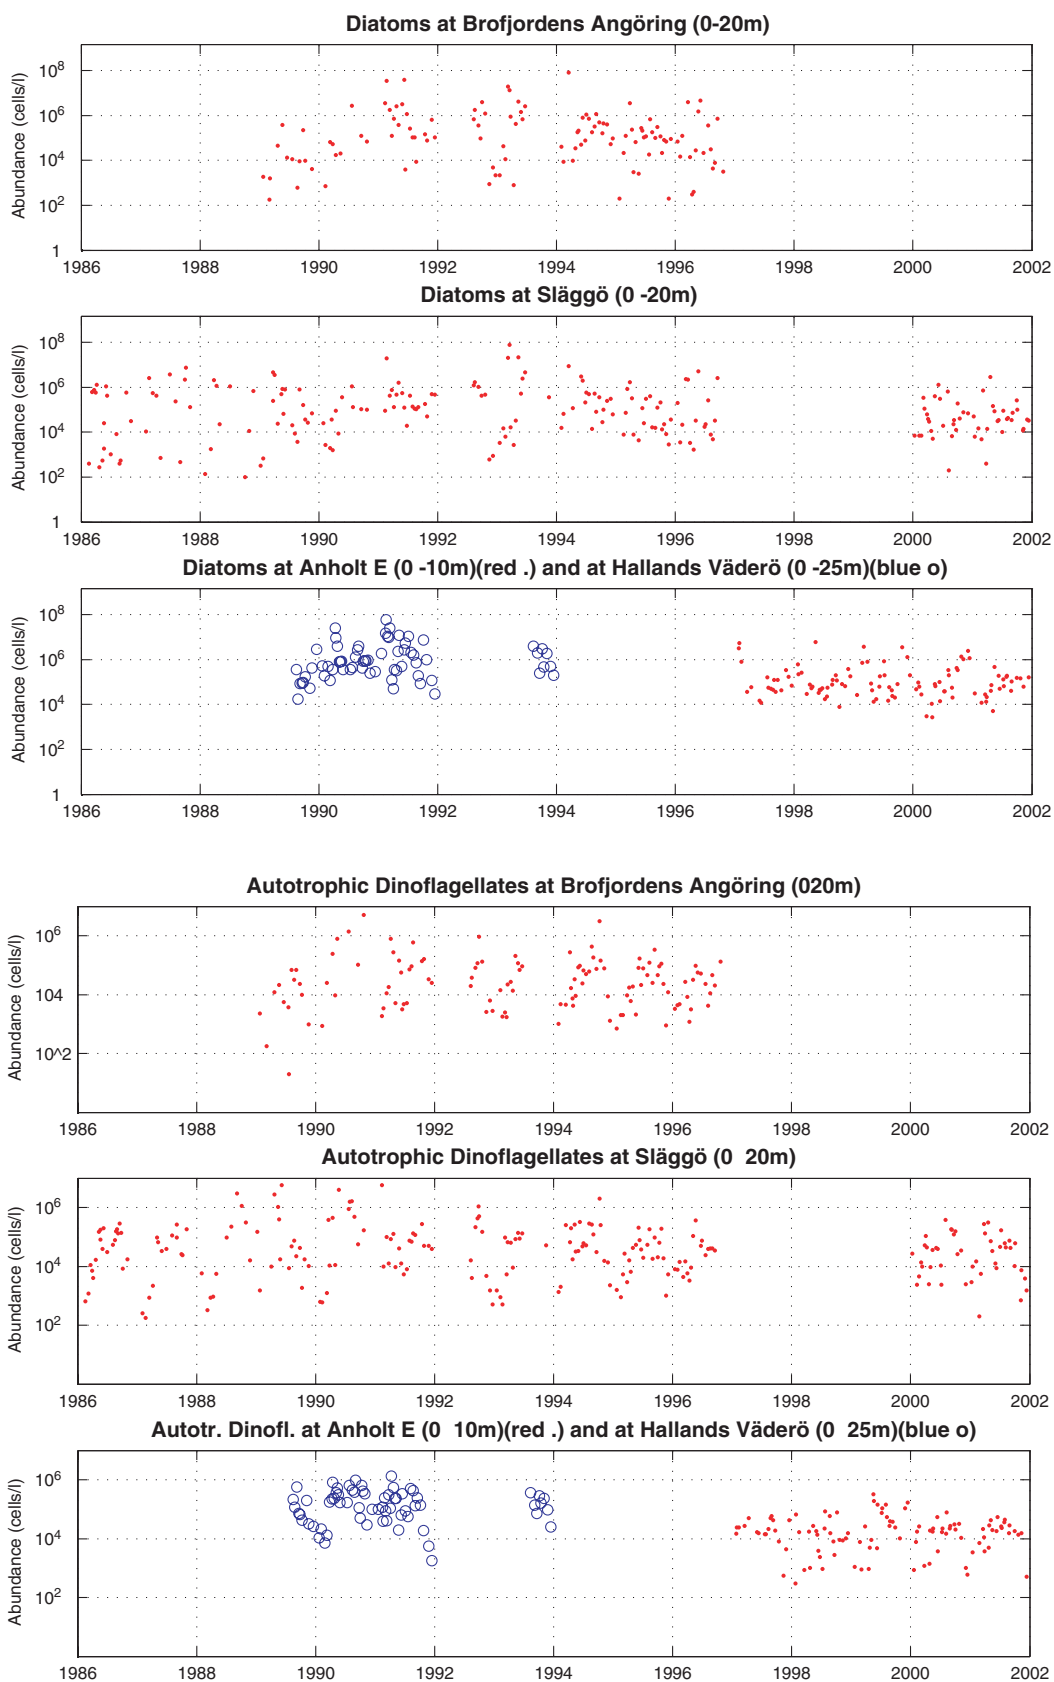 Diatoms at Brofjordens Angöring (0-20m)
Abundance (cells/l)
10^8
10^6
10^4
10^2
1
1986 1988 1990 1992 1994 1996 1998 2000 2002
Diatoms at Släggö (0 -20m)
Abundance (cells/l)
10^8
10^6
10^4
10^2
1
1986 1988 1990 1992 1994 1996 1998 2000 2002
Diatoms at Anholt E (0 -10m)(red .) and at Hallands Väderö (0 -25m)(blue o)
Abundance (cells/l)
10^8
10^6
10^4
10^2
1
1986 1988 1990 1992 1994 1996 1998 2000 2002
Autotrophic Dinoflagellates at Brofjordens Angöring (020m)
Abundance (cells/l)
10^6
10^4
10^2
1986 1988 1990 1992 1994 1996 1998 2000 2002
Autotrophic Dinoflagellates at Släggö (0 20m)
Abundance (cells/l)
10^6
10^4
10^2
1986 1988 1990 1992 1994 1996 1998 2000 2002
Autotr. Dinofl. at Anholt E (0 10m)(red .) and at Hallands Väderö (0 25m)(blue o)
Abundance (cells/l)
10^6
10^4
10^2
1986 1988 1990 1992 1994 1996 1998 2000 2002